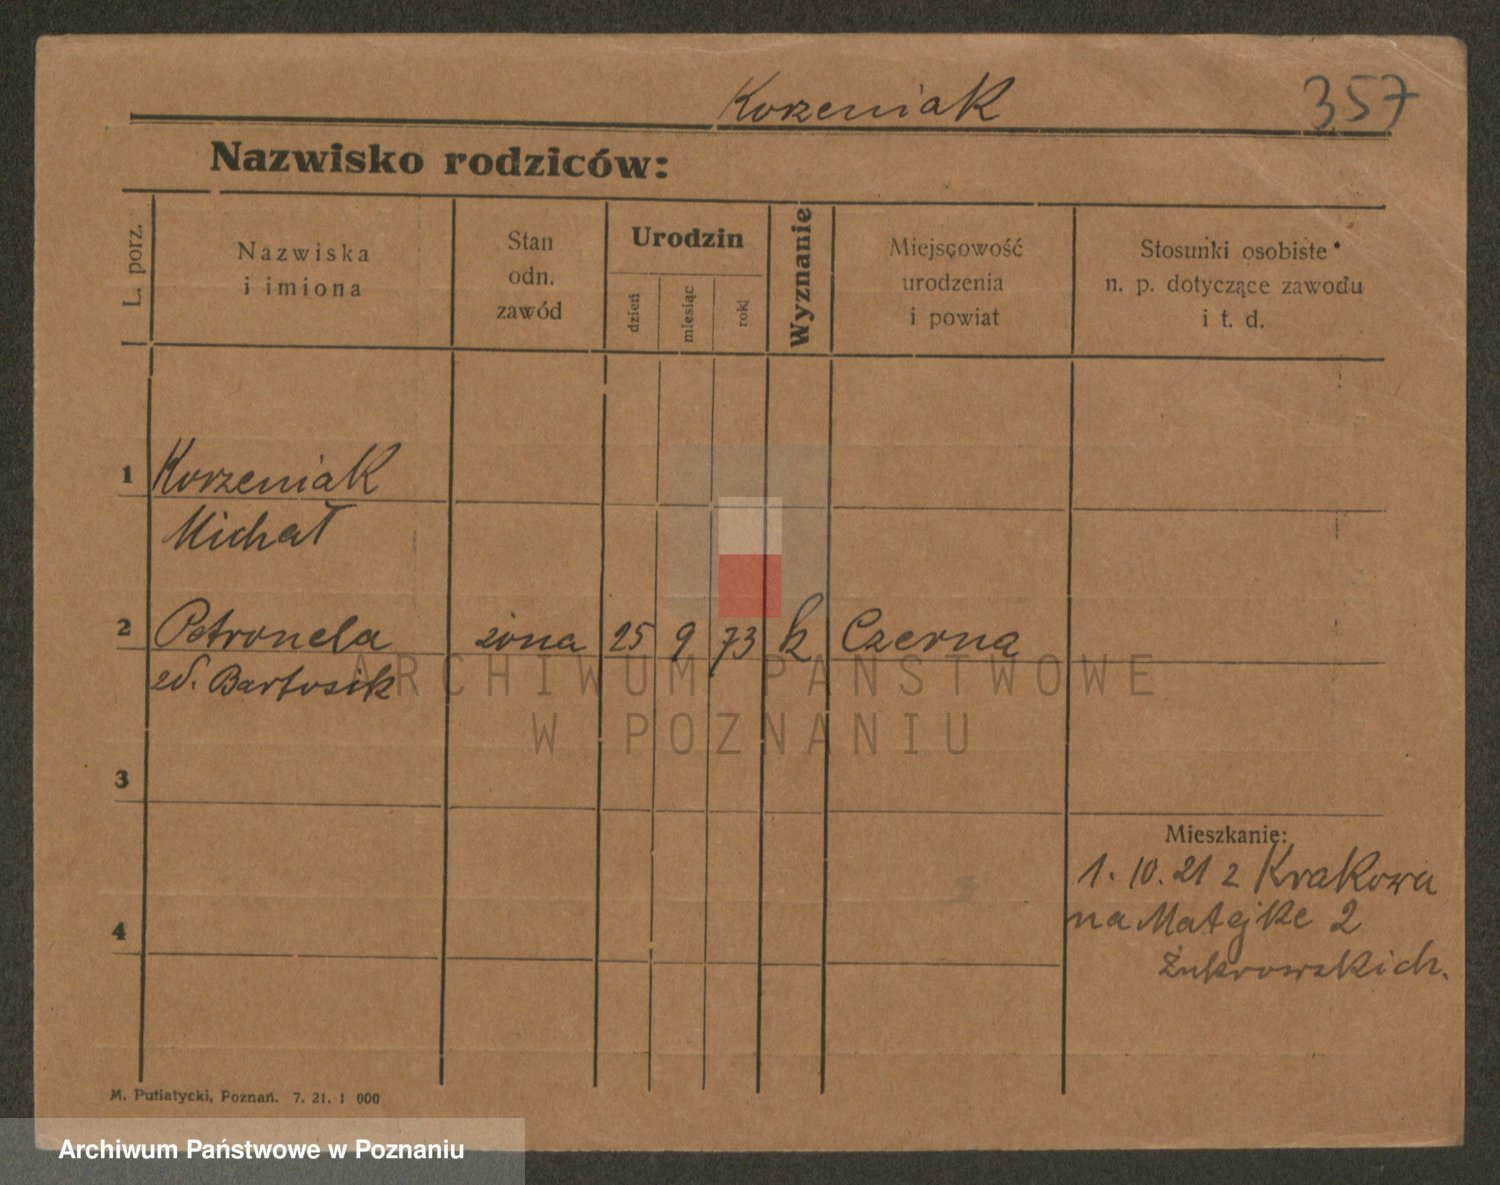 Korzeniak 357
Nazwisko rodziców:
L. porz.
Nazwiska
i imiona
Stan
odn.
zawód
Urodzin
dzień
miesiąc
rok
Wyznanie
Miejscowość
urodzenia
i powiat
Stosunki osobiste
n. p. dotyczące zawodu
i t. d.
1 Korzeniak
Michał
2 Petronela żona 25 9 73 k Czerna
zd. Bartosik
3
Mieszkanie:
1. 10. 21 z Krakowa
na Matejke 2
4
Żukrowskich.
M. Putiatycki, Poznań. 7. 21. 1 000
ARCHIWUM PAŃSTWOWE
W POZNANIU
Archiwum Państwowe w Poznaniu